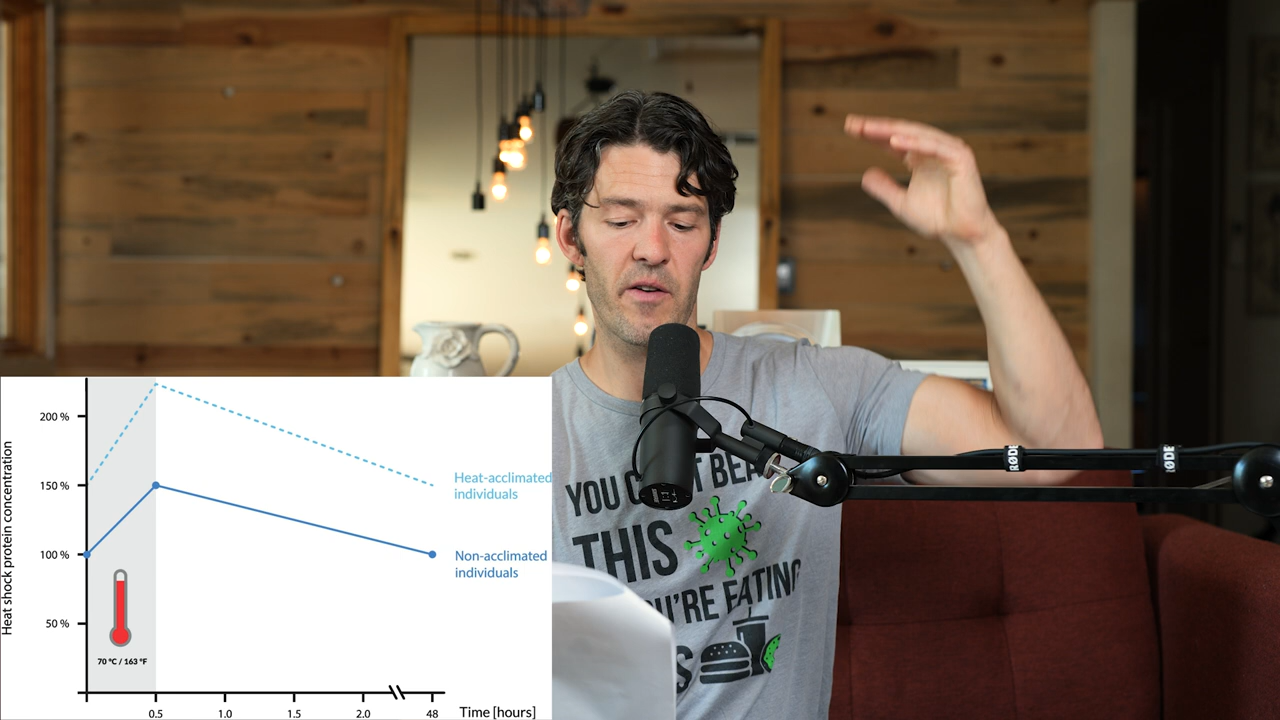 Heat shock protein concentration
200 %
150 %
100 %
50 %
Heat-acclimated
individuals
Non-acclimated
individuals
70 °C / 163 °F
0.5
1.0
1.5
2.0
48
Time [hours]
YOU
THIS
YOU'RE EATING
RØDE
RØDE